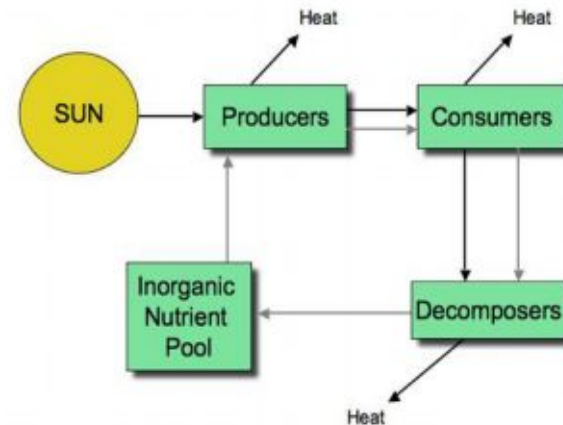 Heat
Heat
SUN
Producers
Consumers
Inorganic
Nutrient
Pool
Decomposers
Heat